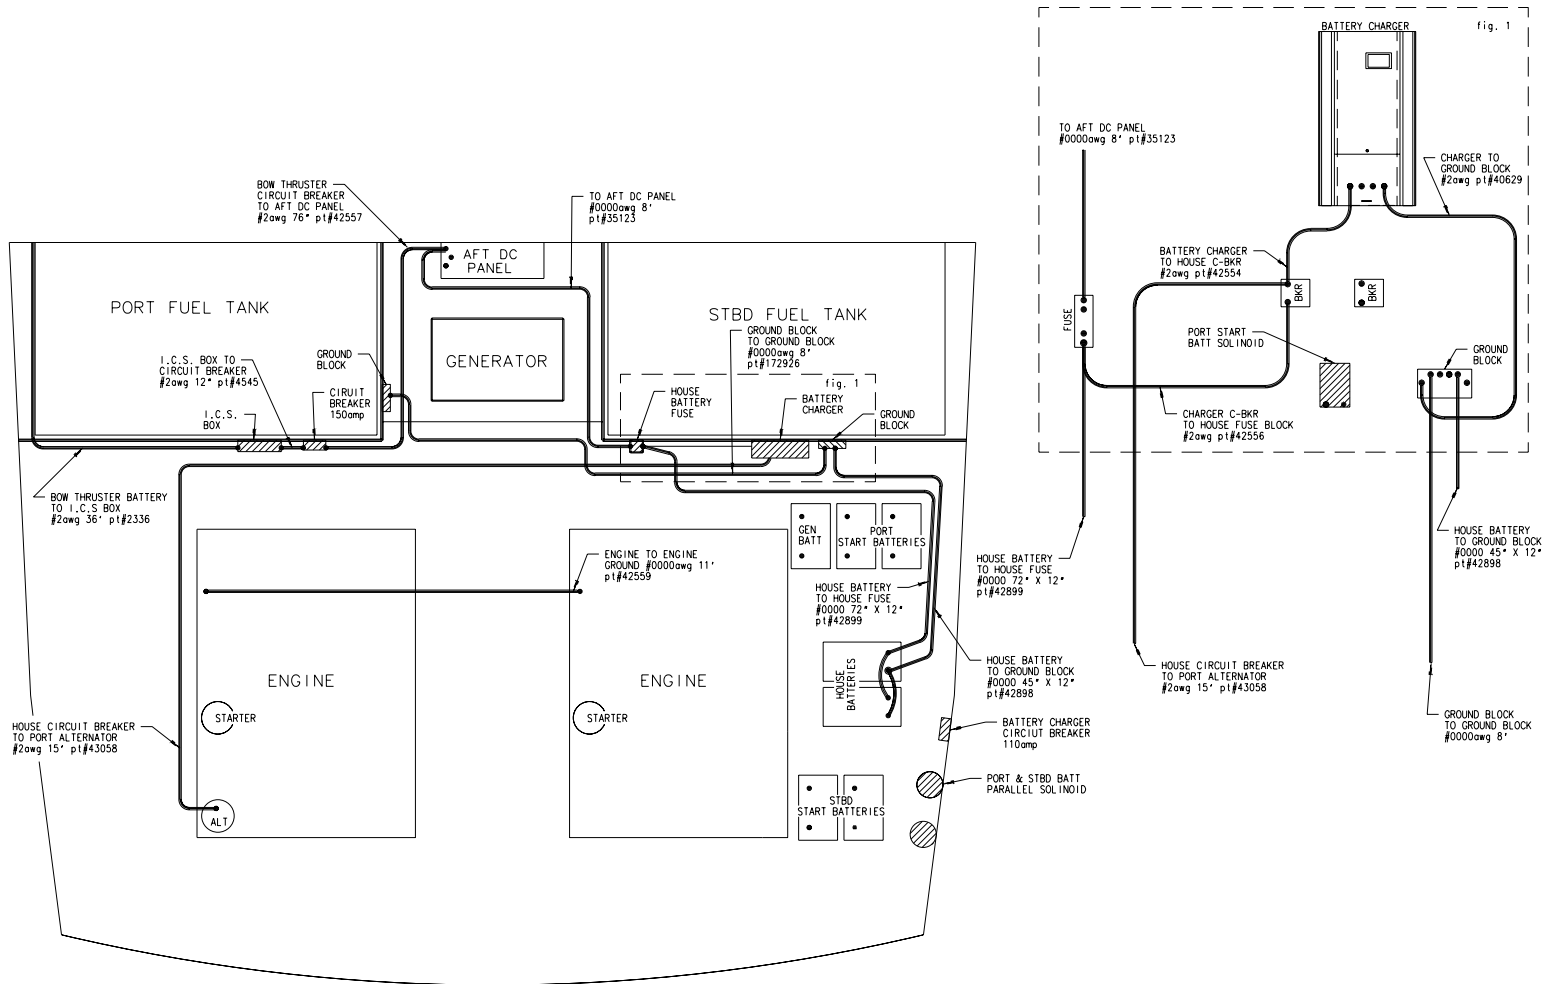 BATTERY CHARGER
fig. 1
TO AFT DC PANEL
#0000awg 8' pt#35123
CHARGER TO
GROUND BLOCK
#2awg pt#40629
BATTERY CHARGER
TO HOUSE C-BKR
#2awg pt#42554
BKR
BKR
FUSE
PORT START
BATT SOLINOID
GROUND
BLOCK
CHARGER C-BKR
TO HOUSE FUSE BLOCK
#2awg pt#42556
HOUSE BATTERY
TO HOUSE FUSE
#0000 72" X 12"
pt#42899
HOUSE BATTERY
TO GROUND BLOCK
#0000 45" X 12"
pt#42898
HOUSE CIRCUIT BREAKER
TO PORT ALTERNATOR
#2awg 15' pt#43058
GROUND BLOCK
TO GROUND BLOCK
#0000awg 8'
BOW THRUSTER
CIRCUIT BREAKER
TO AFT DC PANEL
#2awg 76" pt#42557
TO AFT DC PANEL
#0000awg 8'
pt#35123
AFT DC
PANEL
PORT FUEL TANK
STBD FUEL TANK
GENERATOR
GROUND BLOCK
TO GROUND BLOCK
#0000awg 8'
pt#172926
I.C.S. BOX TO
CIRCUIT BREAKER
#2awg 12" pt#4545
GROUND
BLOCK
I.C.S.
BOX
CIRUIT
BREAKER
150amp
fig. 1
HOUSE
BATTERY
FUSE
BATTERY
CHARGER
GROUND
BLOCK
BOW THRUSTER BATTERY
TO I.C.S BOX
#2awg 36' pt#2336
GEN
BATT
PORT
START BATTERIES
ENGINE TO ENGINE
GROUND #0000awg 11'
pt#42559
HOUSE BATTERY
TO HOUSE FUSE
#0000 72" X 12"
pt#42899
HOUSE BATTERY
TO GROUND BLOCK
#0000 45" X 12"
pt#42898
HOUSE
BATTERIES
ENGINE
ENGINE
STARTER
STARTER
HOUSE CIRCUIT BREAKER
TO PORT ALTERNATOR
#2awg 15' pt#43058
BATTERY CHARGER
CIRCIUT BREAKER
110amp
PORT & STBD BATT
PARALLEL SOLINOID
STBD
START BATTERIES
ALT